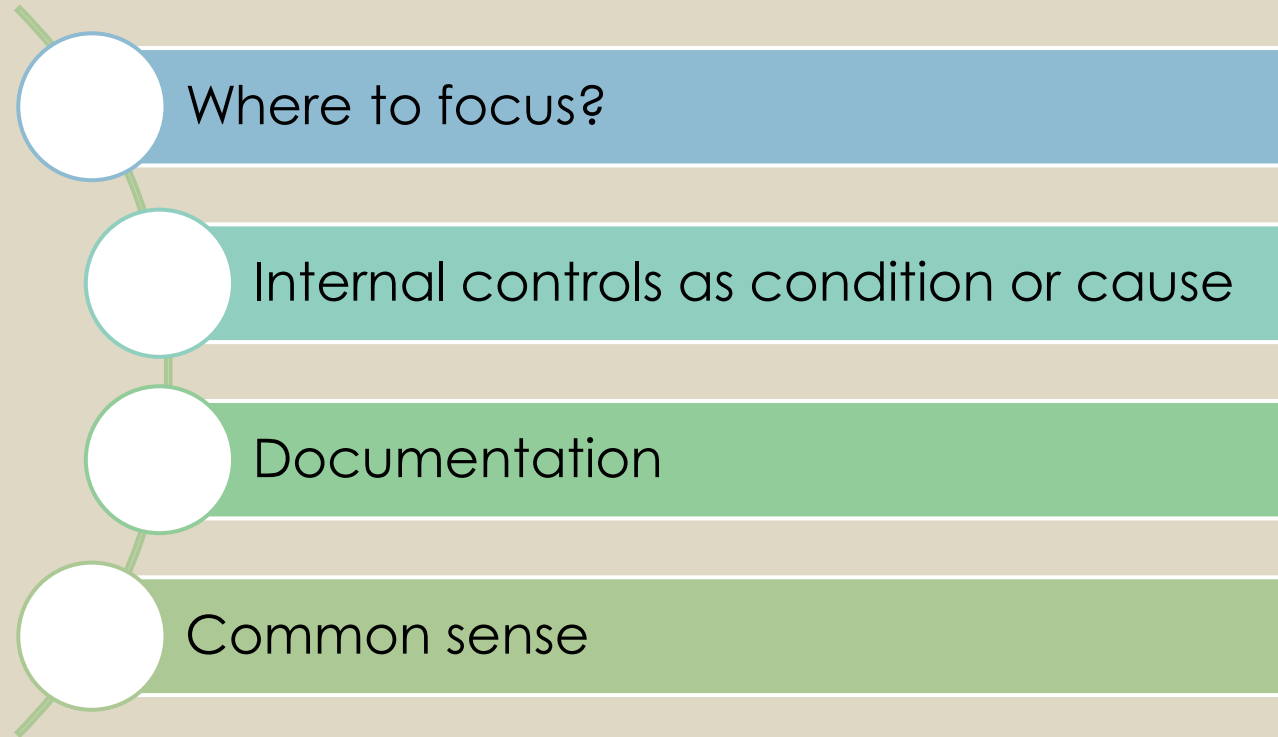 Where to focus?
Internal controls as condition or cause
Documentation
Common sense